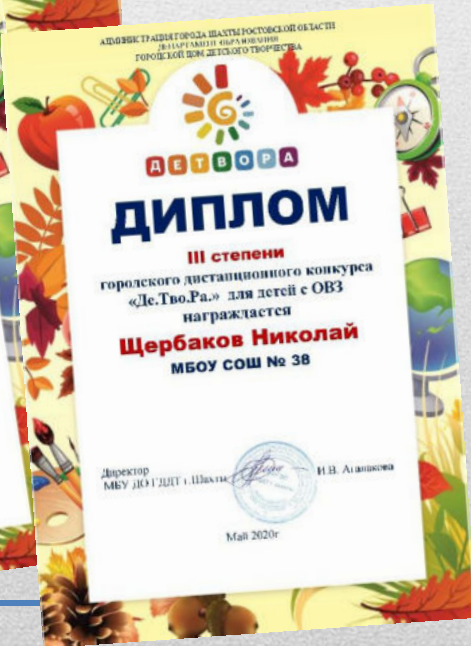 АДМИНИСТРАЦИЯ ГОРОДА ШАХТЫ РОСТОВСКОЙ ОБЛАСТИ
ДЕПАРТАМЕНТ ОБРАЗОВАНИЯ
ГОРОДСКОЙ ДОМ ДЕТСКОГО ТВОРЧЕСТВА
ДЕТВОРА
ДИПЛОМ
III степени
городского дистанционного конкурса
«Де.Тво.Ра.» для детей с ОВЗ
награждается
Щербаков Николай
МБОУ СОШ № 38
Директор
МБУ ДО ГДДТ г.Шахты И.В.
Май 2020г